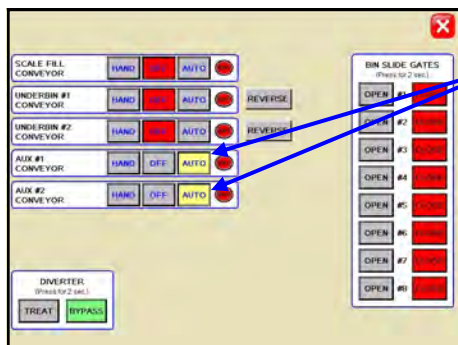 SCALE FILL
CONVEYOR
HAND
AUTO
UNDERBIN #1
CONVEYOR
HAND
AUTO
REVERSE
UNDERBIN #2
CONVEYOR
HAND
AUTO
REVERSE
AUX #1
CONVEYOR
HAND OFF AUTO
AUX #2
CONVEYOR
HAND OFF AUTO
DIVERTER
(Press for 2 sec.)
TREAT BYPASS
BIN SLIDE GATES
(Press for 2 sec.)
OPEN #1
OPEN #2
OPEN #3
OPEN #4
OPEN #5
OPEN #6
OPEN #7
OPEN #8